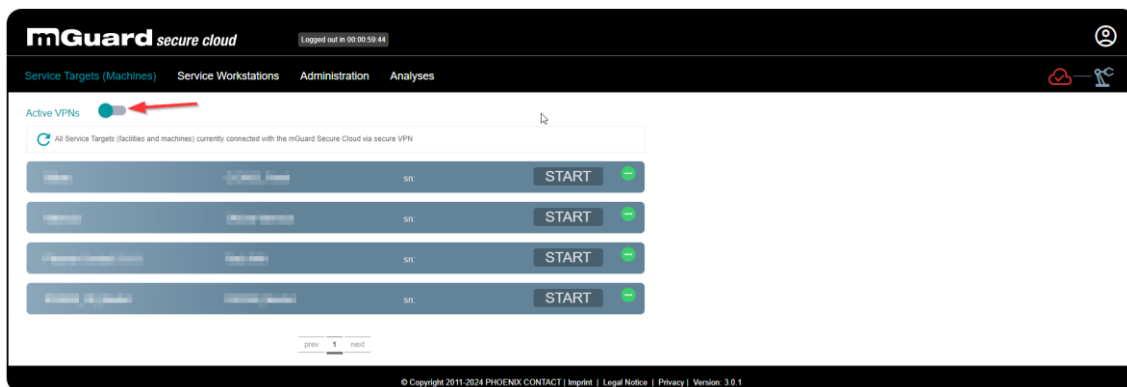 mGuard secure cloud
Logged out in 00:00:59:44
Service Targets (Machines) Service Workstations Administration Analyses
Active VPNs
All Service Targets (facilities and machines) currently connected with the mGuard Secure Cloud via secure VPN
sn: START
sn: START
sn: START
sn: START
prev 1 next
© Copyright 2011-2024 PHOENIX CONTACT | Imprint | Legal Notice | Privacy | Version: 3.0.1